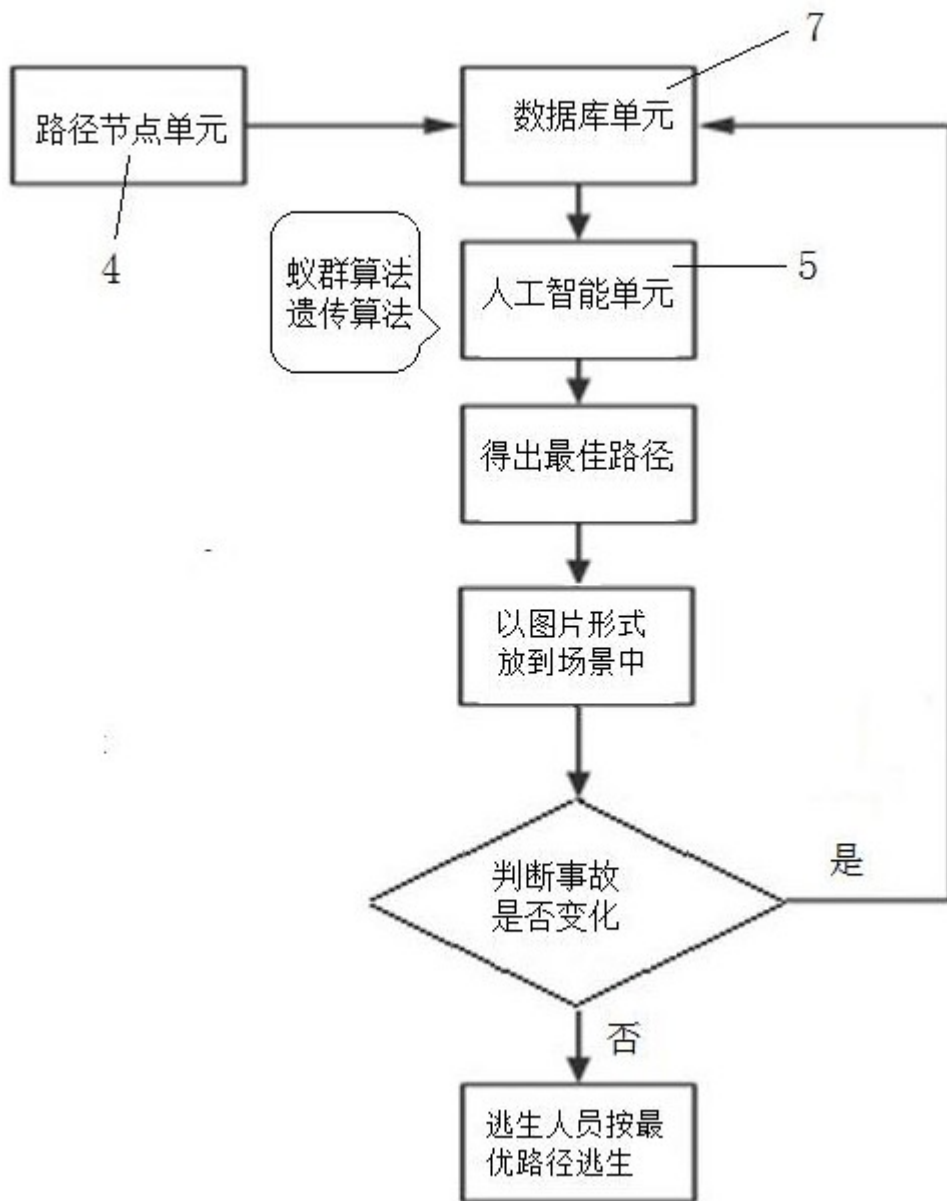 7
路径节点单元
数据库单元
4
蚁群算法
遗传算法
人工智能单元
5
得出最佳路径
以图片形式
放到场景中
判断事故
是否变化
是
否
逃生人员按最
优路径逃生